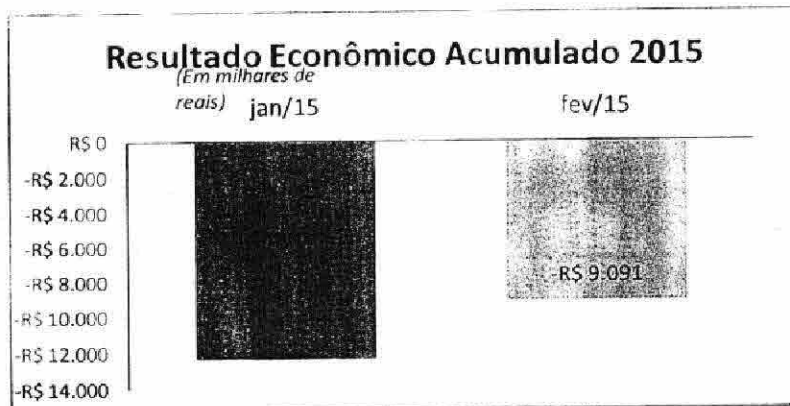 Resultado Econômico Acumulado 2015
(Em milhares de
reais)
jan/15
fev/15
R$ 0
-R$ 2.000
-R$ 4.000
-R$ 6.000
-R$ 8.000
-R$ 10.000
-R$ 12.000
-R$ 14.000
-R$ 9.091